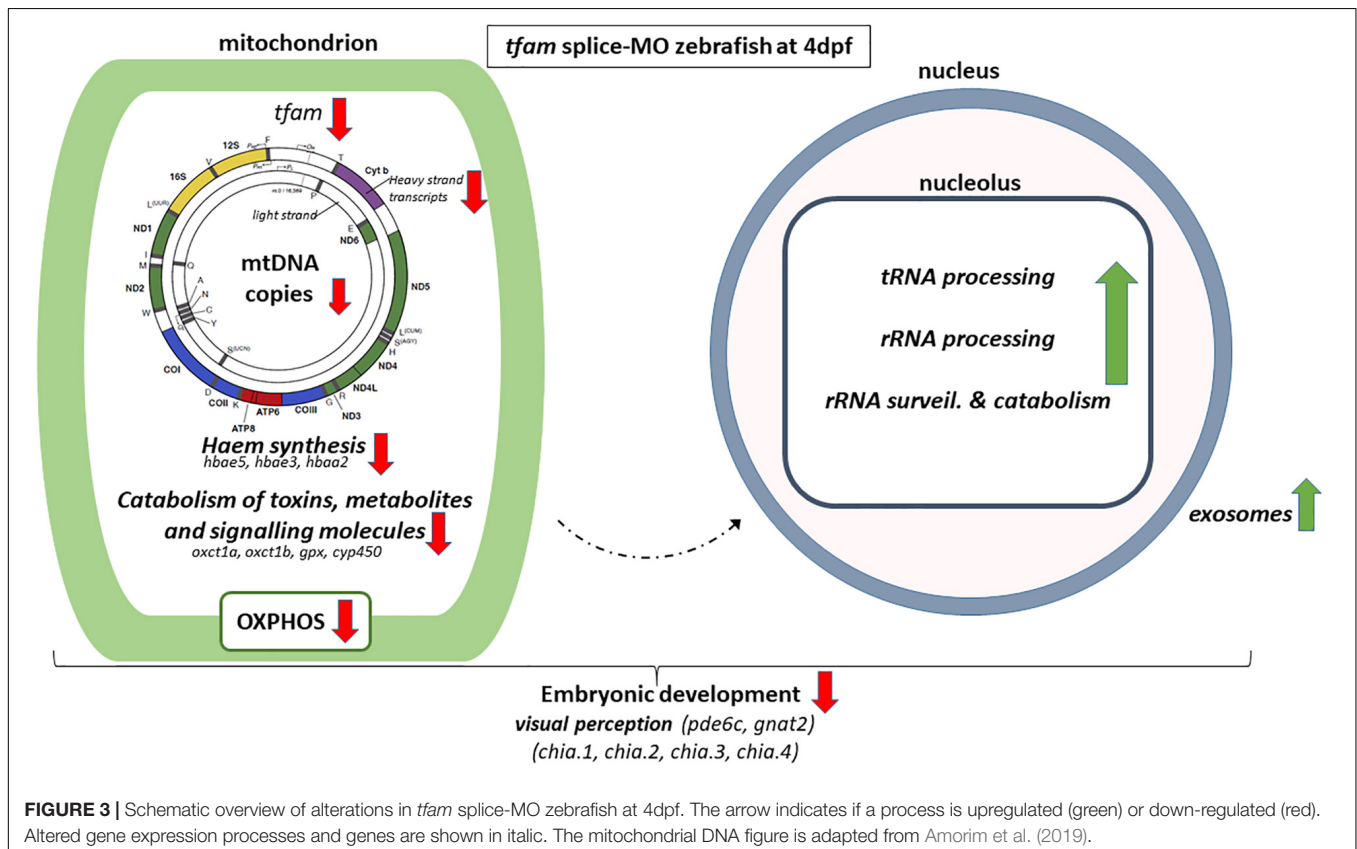 tfam splice-MO zebrafish at 4dpf
mitochondrion
nucleus
tfam
nucleolus
12S
F
T
V
16S
Cyt b
Heavy strand
transcripts
P
L(UUR)
light strand
E
ND6
ND1
I
M
Q
ND2
mtDNA
copies
ND5
A
N
C
Y
W
L(CUN)
S(AGY)
H
S(UCN)
ND4
COI
ND4L
R
G
ND3
D
COII
K
ATP6
COIII
ATP8
Haem synthesis
hbae5, hbae3, hbaa2
Catabolism of toxins, metabolites
and signalling molecules
oxct1a, oxct1b, gpx, cyp450
OXPHOS
tRNA processing
rRNA processing
rRNA surveil. & catabolism
exosomes
Embryonic development
visual perception (pde6c, gnat2)
(chia.1, chia.2, chia.3, chia.4)
FIGURE 3 | Schematic overview of alterations in tfam splice-MO zebrafish at 4dpf. The arrow indicates if a process is upregulated (green) or down-regulated (red).
Altered gene expression processes and genes are shown in italic. The mitochondrial DNA figure is adapted from Amorim et al. (2019).